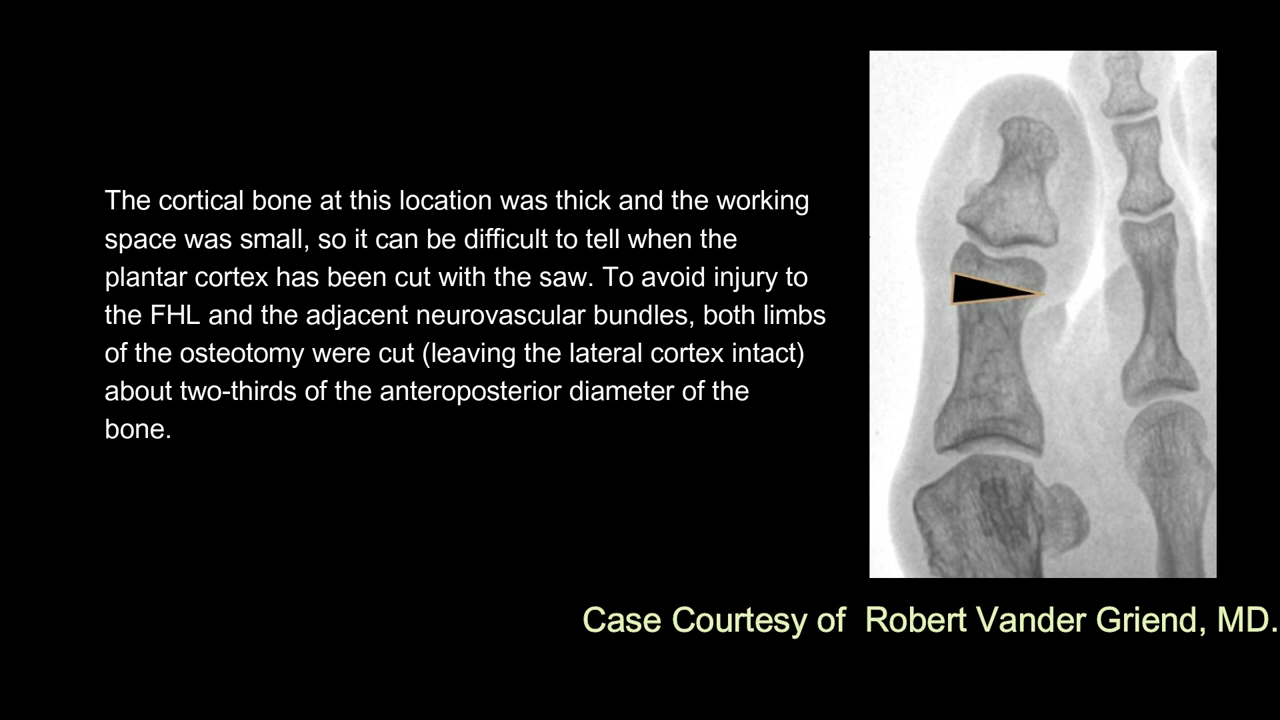 The cortical bone at this location was thick and the working
space was small, so it can be difficult to tell when the
plantar cortex has been cut with the saw. To avoid injury to
the FHL and the adjacent neurovascular bundles, both limbs
of the osteotomy were cut (leaving the lateral cortex intact)
about two-thirds of the anteroposterior diameter of the
bone.
Case Courtesy of  Robert Vander Griend, MD.